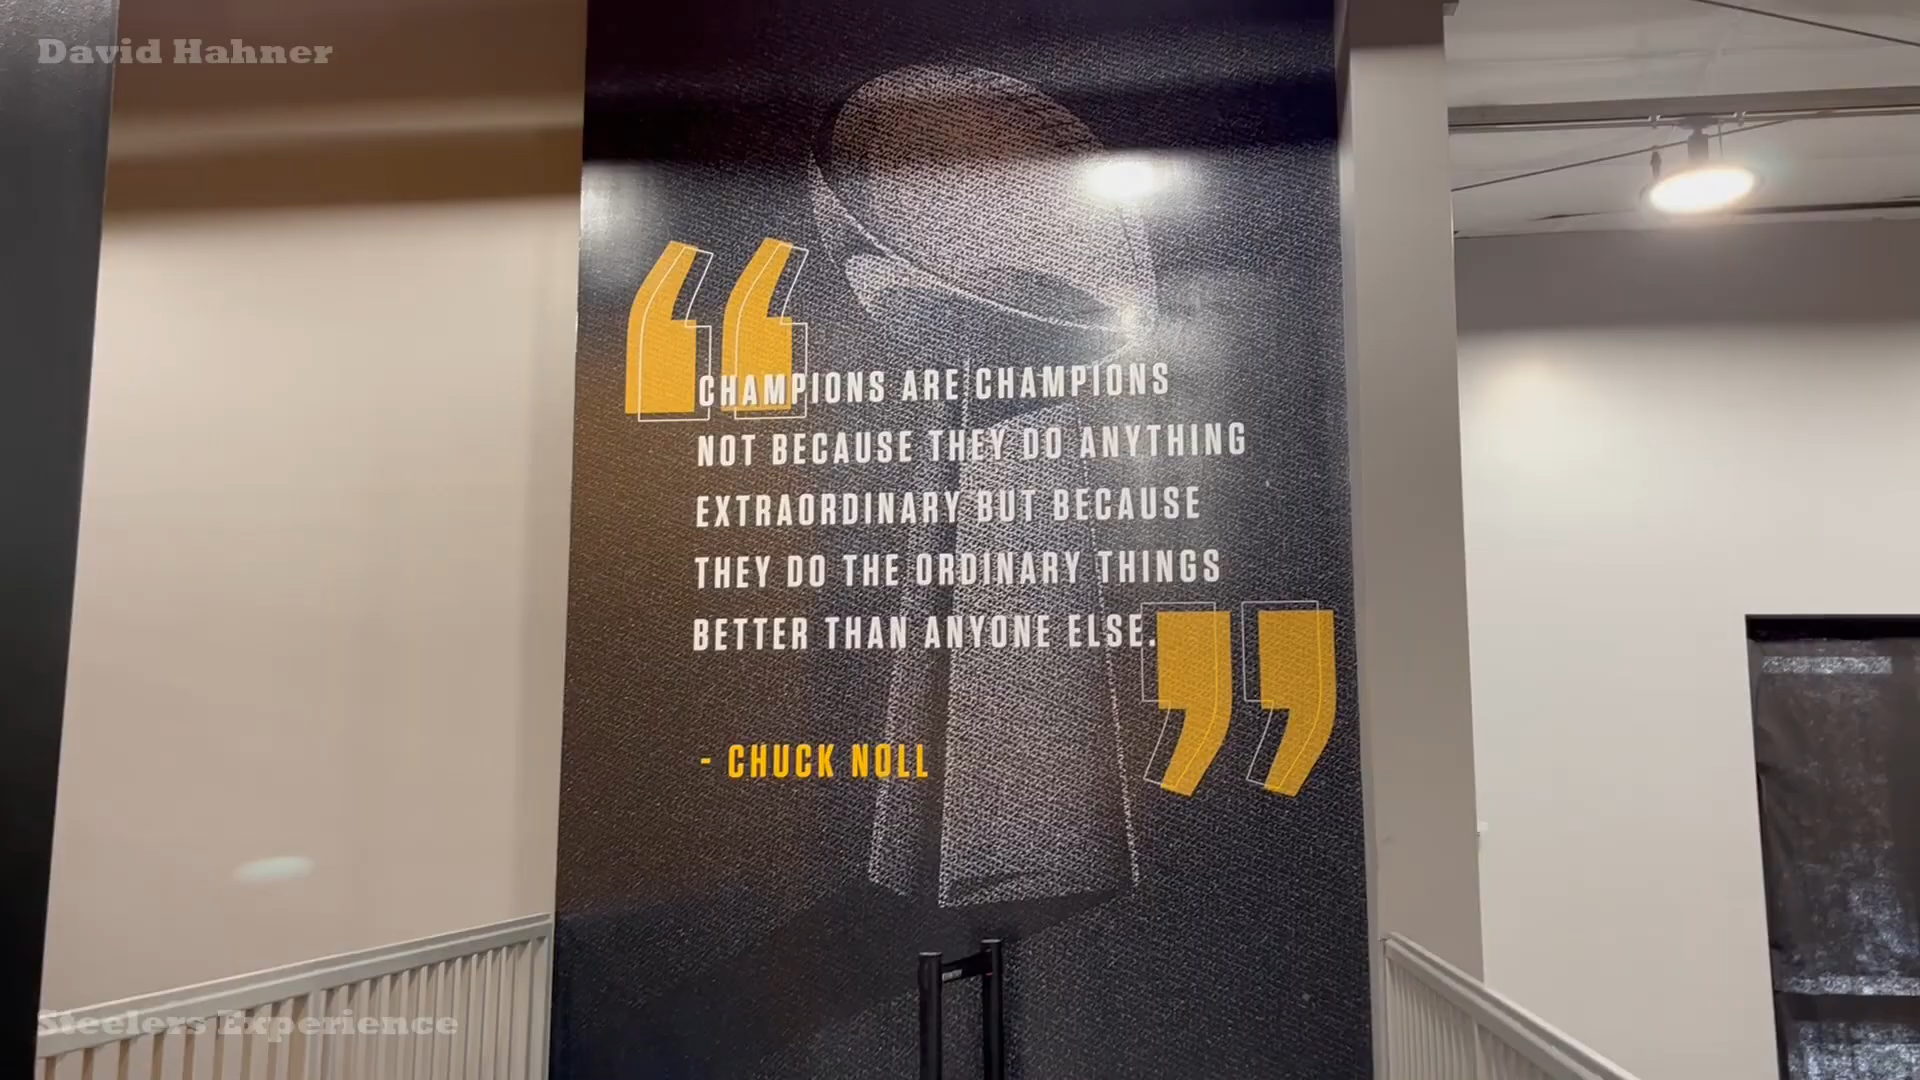 David Hahner
CHAMPIONS ARE CHAMPIONS
NOT BECAUSE THEY DO ANYTHING
EXTRAORDINARY BUT BECAUSE
THEY DO THE ORDINARY THINGS
BETTER THAN ANYONE ELSE.
- CHUCK NOLL
Steelers Experience